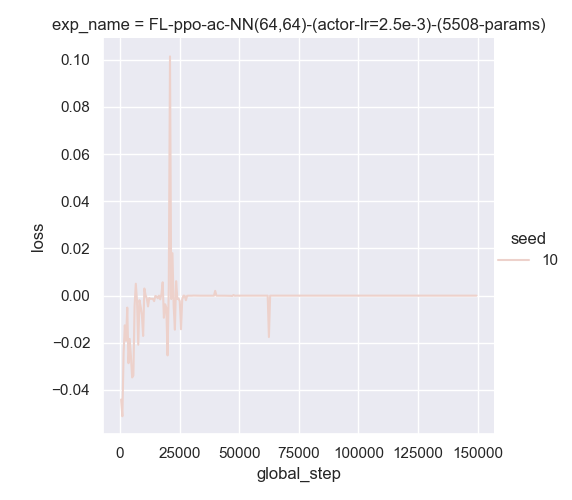 exp_name = FL-ppo-ac-NN(64,64)-(actor-lr=2.5e-3)-(5508-params)
0.10
0.08
0.06
0.04
0.02
0.00
−0.02
−0.04
loss
seed
10
0 25000 50000 75000 100000 125000 150000
global_step